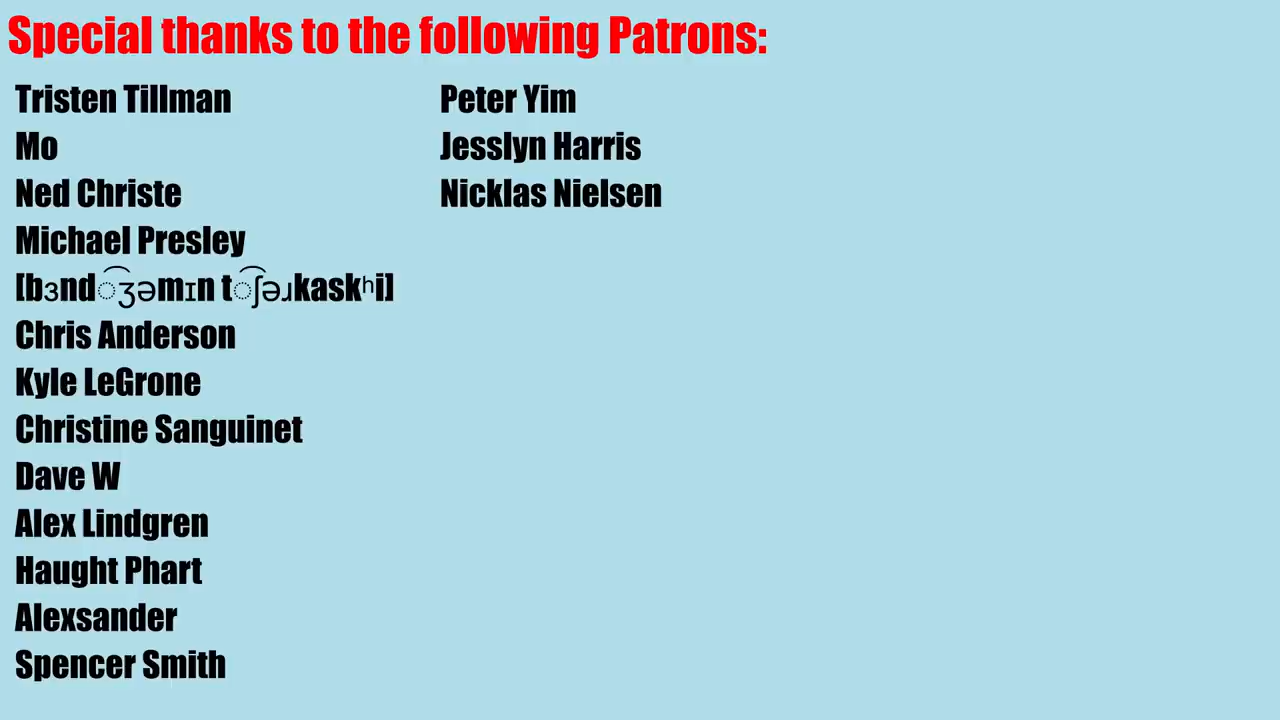 Special thanks to the following Patrons:
Tristen Tillman
Mo
Ned Christe
Michael Presley
[bɜnd◌͡ʒəmɪn t◌͡ʃəɹkaskʰi]
Chris Anderson
Kyle LeGrone
Christine Sanguinet
Dave W
Alex Lindgren
Haught Phart
Alexsander
Spencer Smith
Peter Yim
Jesslyn Harris
Nicklas Nielsen